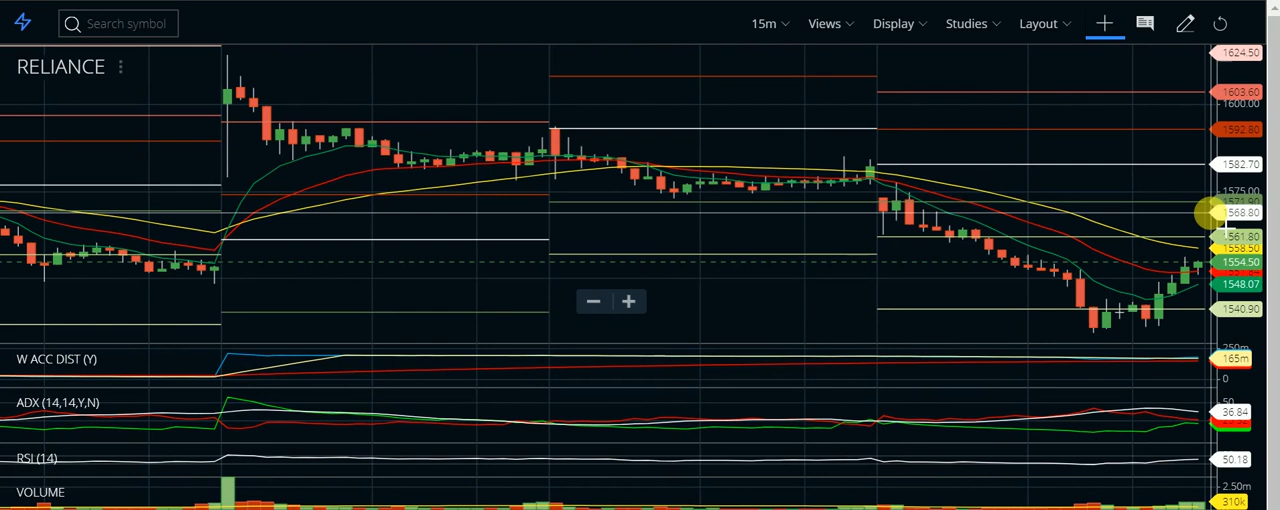 Search symbol
15m Views Display Studies Layout
RELIANCE
1624.50
1603.60
1600.00
1592.80
1582.70
1575.00
1571.90
1568.80
1561.80
1558.50
1554.50
1548.07
1540.90
W ACC DIST (Y)
165m
0
ADX (14,14,Y,N)
50
36.84
RSI (14)
50.18
VOLUME
2.50m
310k